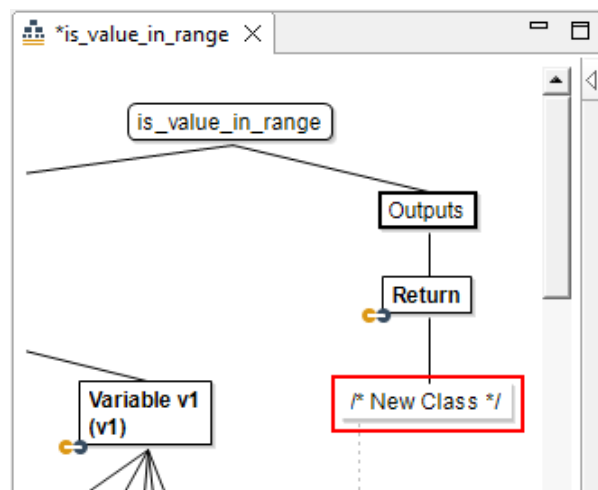 *is_value_in_range
is_value_in_range
Outputs
Return
Variable v1
(v1)
/* New Class */